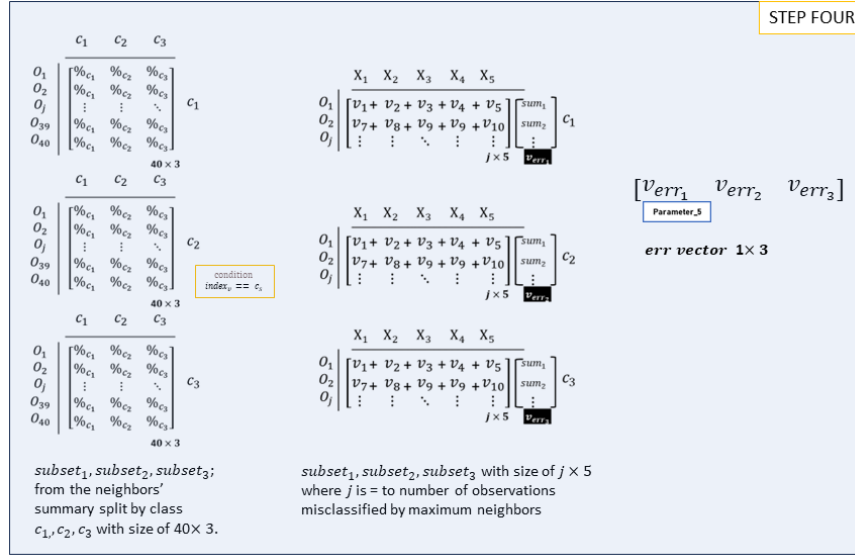 STEP FOUR
c₁ c₂ c₃
O₁ [%c₁ %c₂ %c₃]
O₂ %c₁ %c₂ %c₃
Oⱼ ⋮ ⋮ ⋱ c₁
O₃₉ %c₁ %c₂ %c₃
O₄₀ %c₁ %c₂ %c₃
40 × 3
c₁ c₂ c₃
O₁ [%c₁ %c₂ %c₃]
O₂ %c₁ %c₂ %c₃
Oⱼ ⋮ ⋮ ⋱ c₂
O₃₉ %c₁ %c₂ %c₃
O₄₀ %c₁ %c₂ %c₃
40 × 3
c₁ c₂ c₃
O₁ [%c₁ %c₂ %c₃]
O₂ %c₁ %c₂ %c₃
Oⱼ ⋮ ⋮ ⋱ c₃
O₃₉ %c₁ %c₂ %c₃
O₄₀ %c₁ %c₂ %c₃
40 × 3
subset₁, subset₂, subset₃;
from the neighbors'
summary split by class
c₁,, c₂, c₃ with size of 40× 3.
condition
X₁ X₂ X₃ X₄ X₅
O₁ [v₁ + v₂ + v₃ + v₄ + v₅] [sum₁]
O₂ v₇ + v₈ + v₉ + v₉ + v₁₀ sum₂ c₁
Oⱼ ⋮ ⋮ ⋱ ⋮ ⋮ ⋮
j × 5 v err₁
X₁ X₂ X₃ X₄ X₅
O₁ [v₁ + v₂ + v₃ + v₄ + v₅] [sum₁]
O₂ v₇ + v₈ + v₉ + v₉ + v₁₀ sum₂ c₂
Oⱼ ⋮ ⋮ ⋱ ⋮ ⋮ ⋮
j × 5 v err₂
X₁ X₂ X₃ X₄ X₅
O₁ [v₁ + v₂ + v₃ + v₄ + v₅] [sum₁]
O₂ v₇ + v₈ + v₉ + v₉ + v₁₀ sum₂ c₃
Oⱼ ⋮ ⋮ ⋱ ⋮ ⋮ ⋮
j × 5 v err₃
subset₁, subset₂, subset₃ with size of j × 5
where j is = to number of observations
misclassified by maximum neighbors
[v err₁ v err₂ v err₃]
Parameter_5
err vector 1× 3